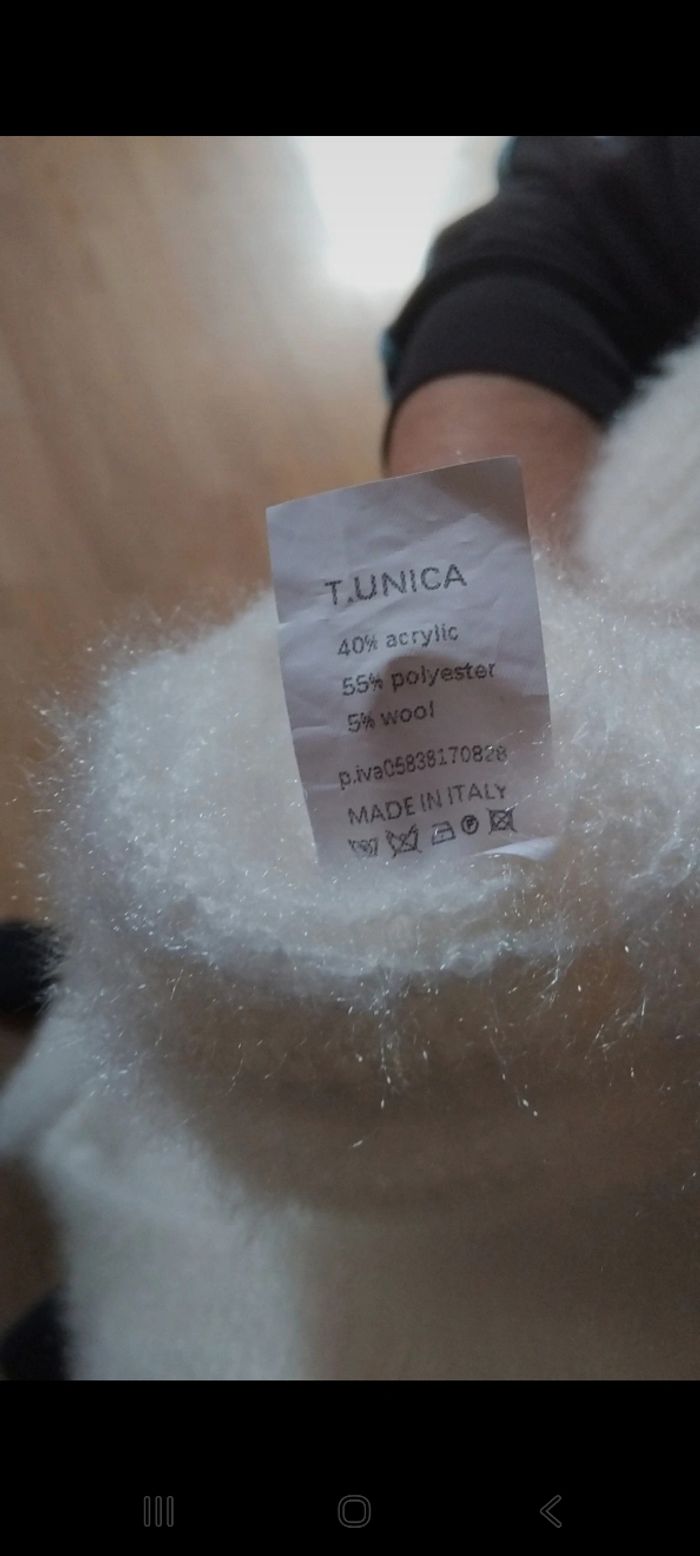 T.UNICA
40% acrylic
55% polyester
5% wool
p.iva05838170828
MADE IN ITALY